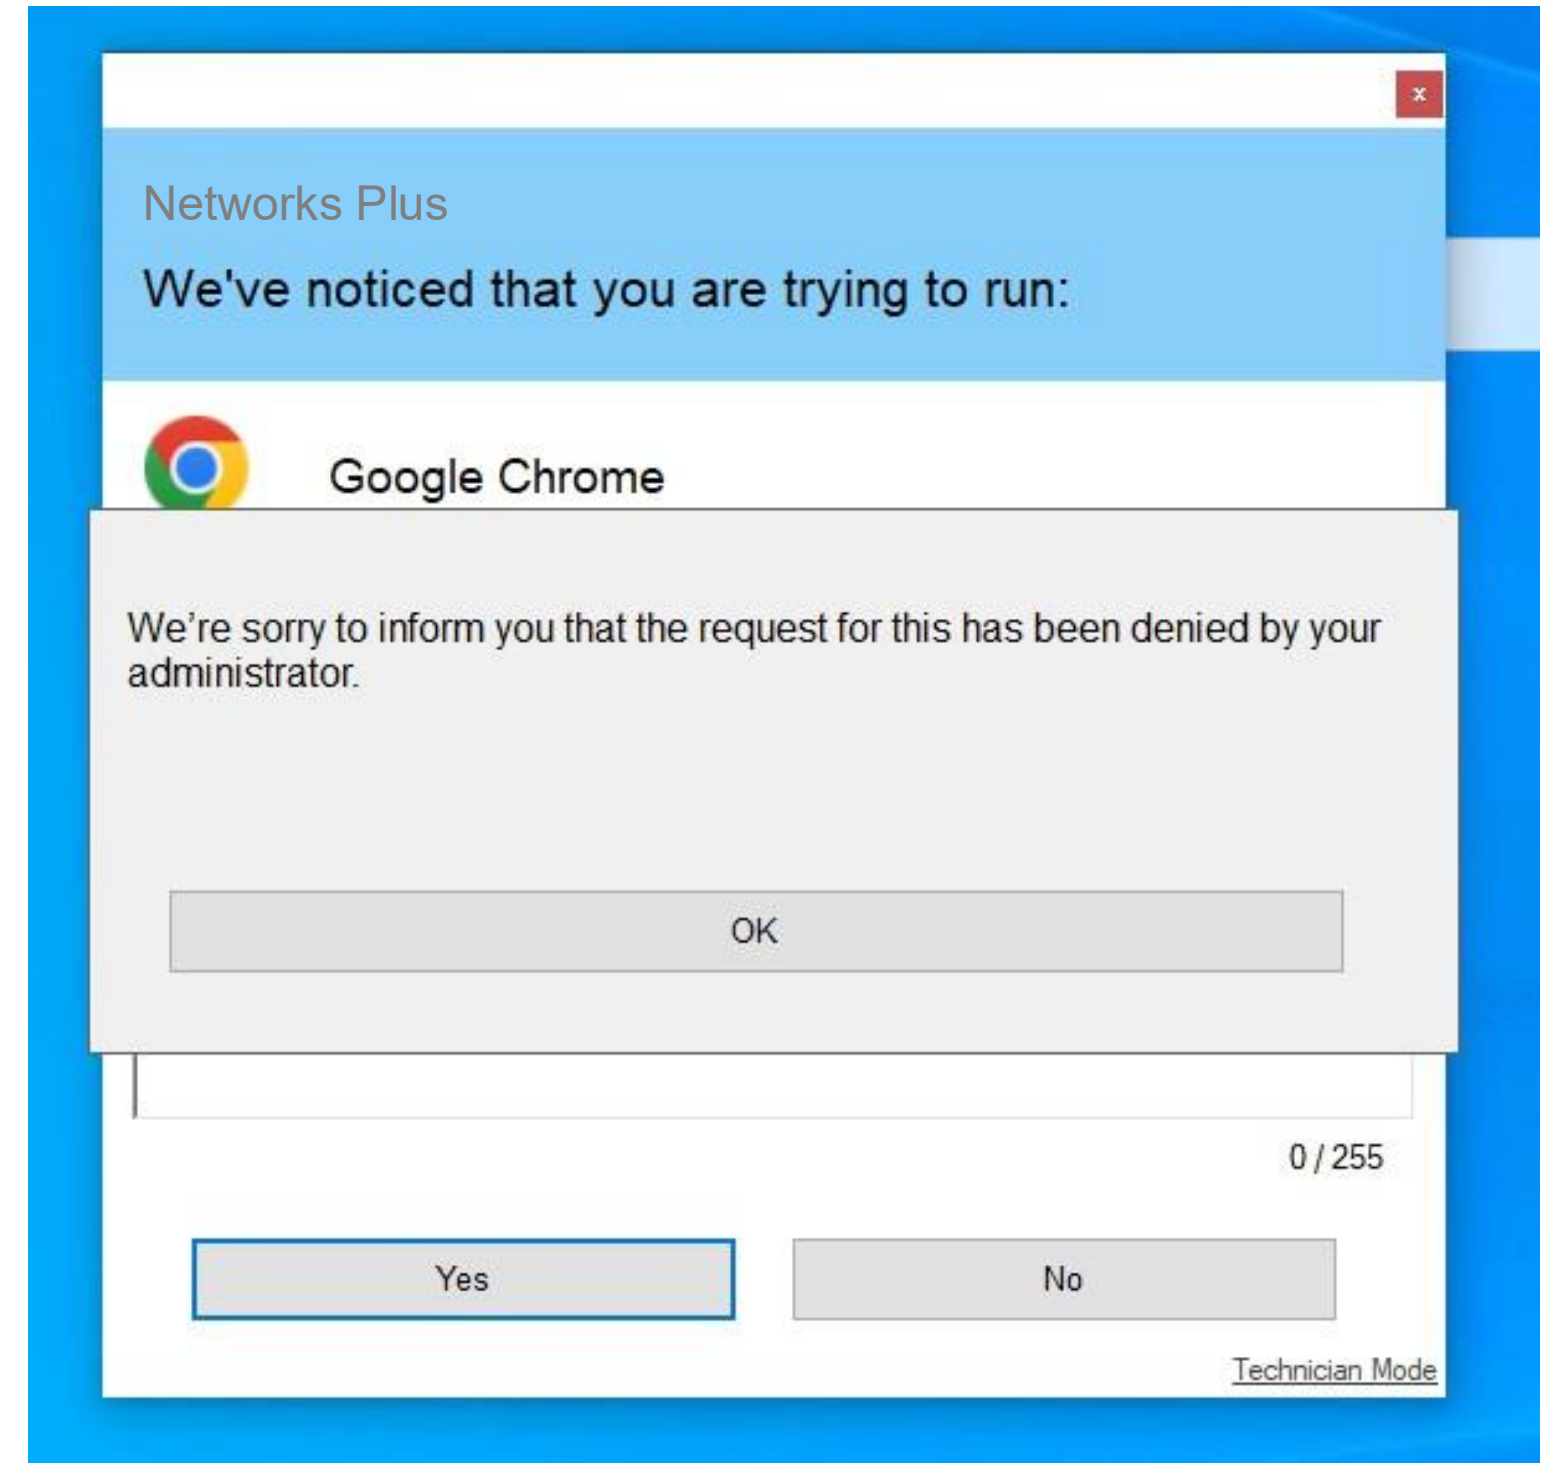 x
Networks Plus
We've noticed that you are trying to run:
Google Chrome
We’re sorry to inform you that the request for this has been denied by your
administrator.
OK
0 / 255
Yes
No
Technician Mode